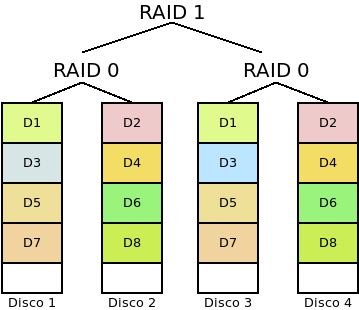 RAID 1
RAID 0 RAID 0
D1 D2 D1 D2
D3 D4 D3 D4
D5 D6 D5 D6
D7 D8 D7 D8
Disco 1 Disco 2 Disco 3 Disco 4